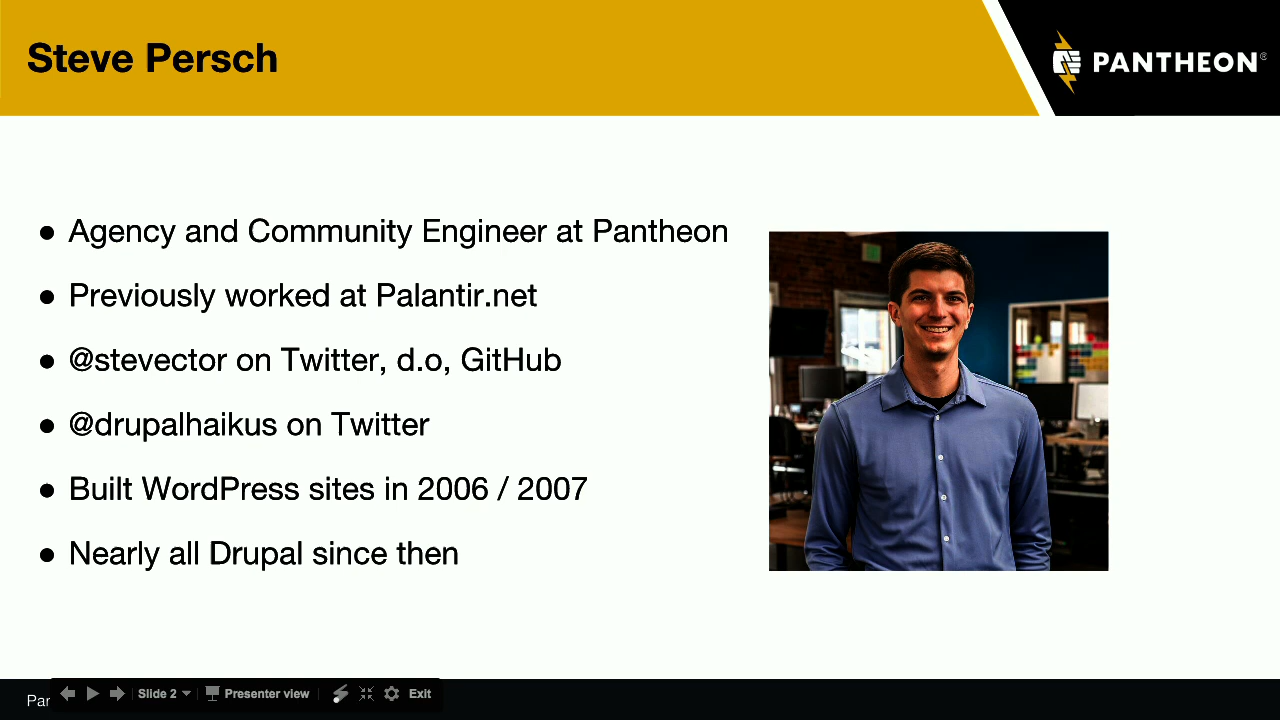 Steve Persch
PANTHEON®
● Agency and Community Engineer at Pantheon
● Previously worked at Palantir.net
● @stevector on Twitter, d.o, GitHub
● @drupalhaikus on Twitter
● Built WordPress sites in 2006 / 2007
● Nearly all Drupal since then
Slide 2
Presenter view
Exit